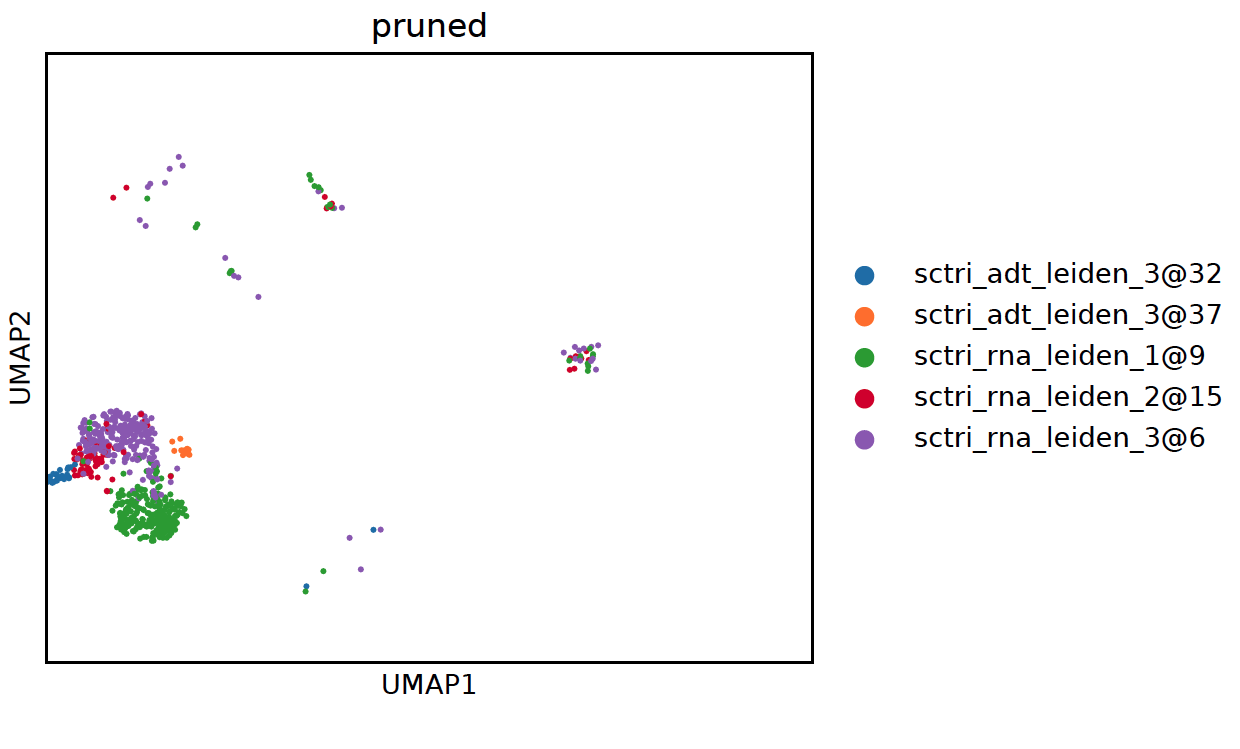 pruned
UMAP2
UMAP1
sctri_adt_leiden_3@32
sctri_adt_leiden_3@37
sctri_rna_leiden_1@9
sctri_rna_leiden_2@15
sctri_rna_leiden_3@6